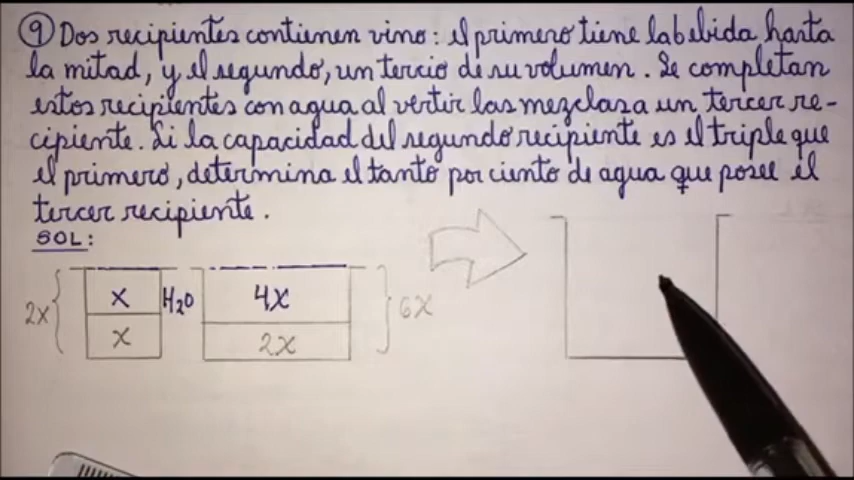 9 Dos recipientes contienen vino: el primero tiene la bebida hasta
la mitad, y el segundo, un tercio de su volumen. Se completan
estos recipientes con agua al vertir las mezclas a un tercer re-
cipiente. Si la capacidad del segundo recipiente es el triple que
el primero, determina el tanto por ciento de agua que posee el
tercer recipiente.
SOL:
2x { x H₂O 4x } 6x
x 2x